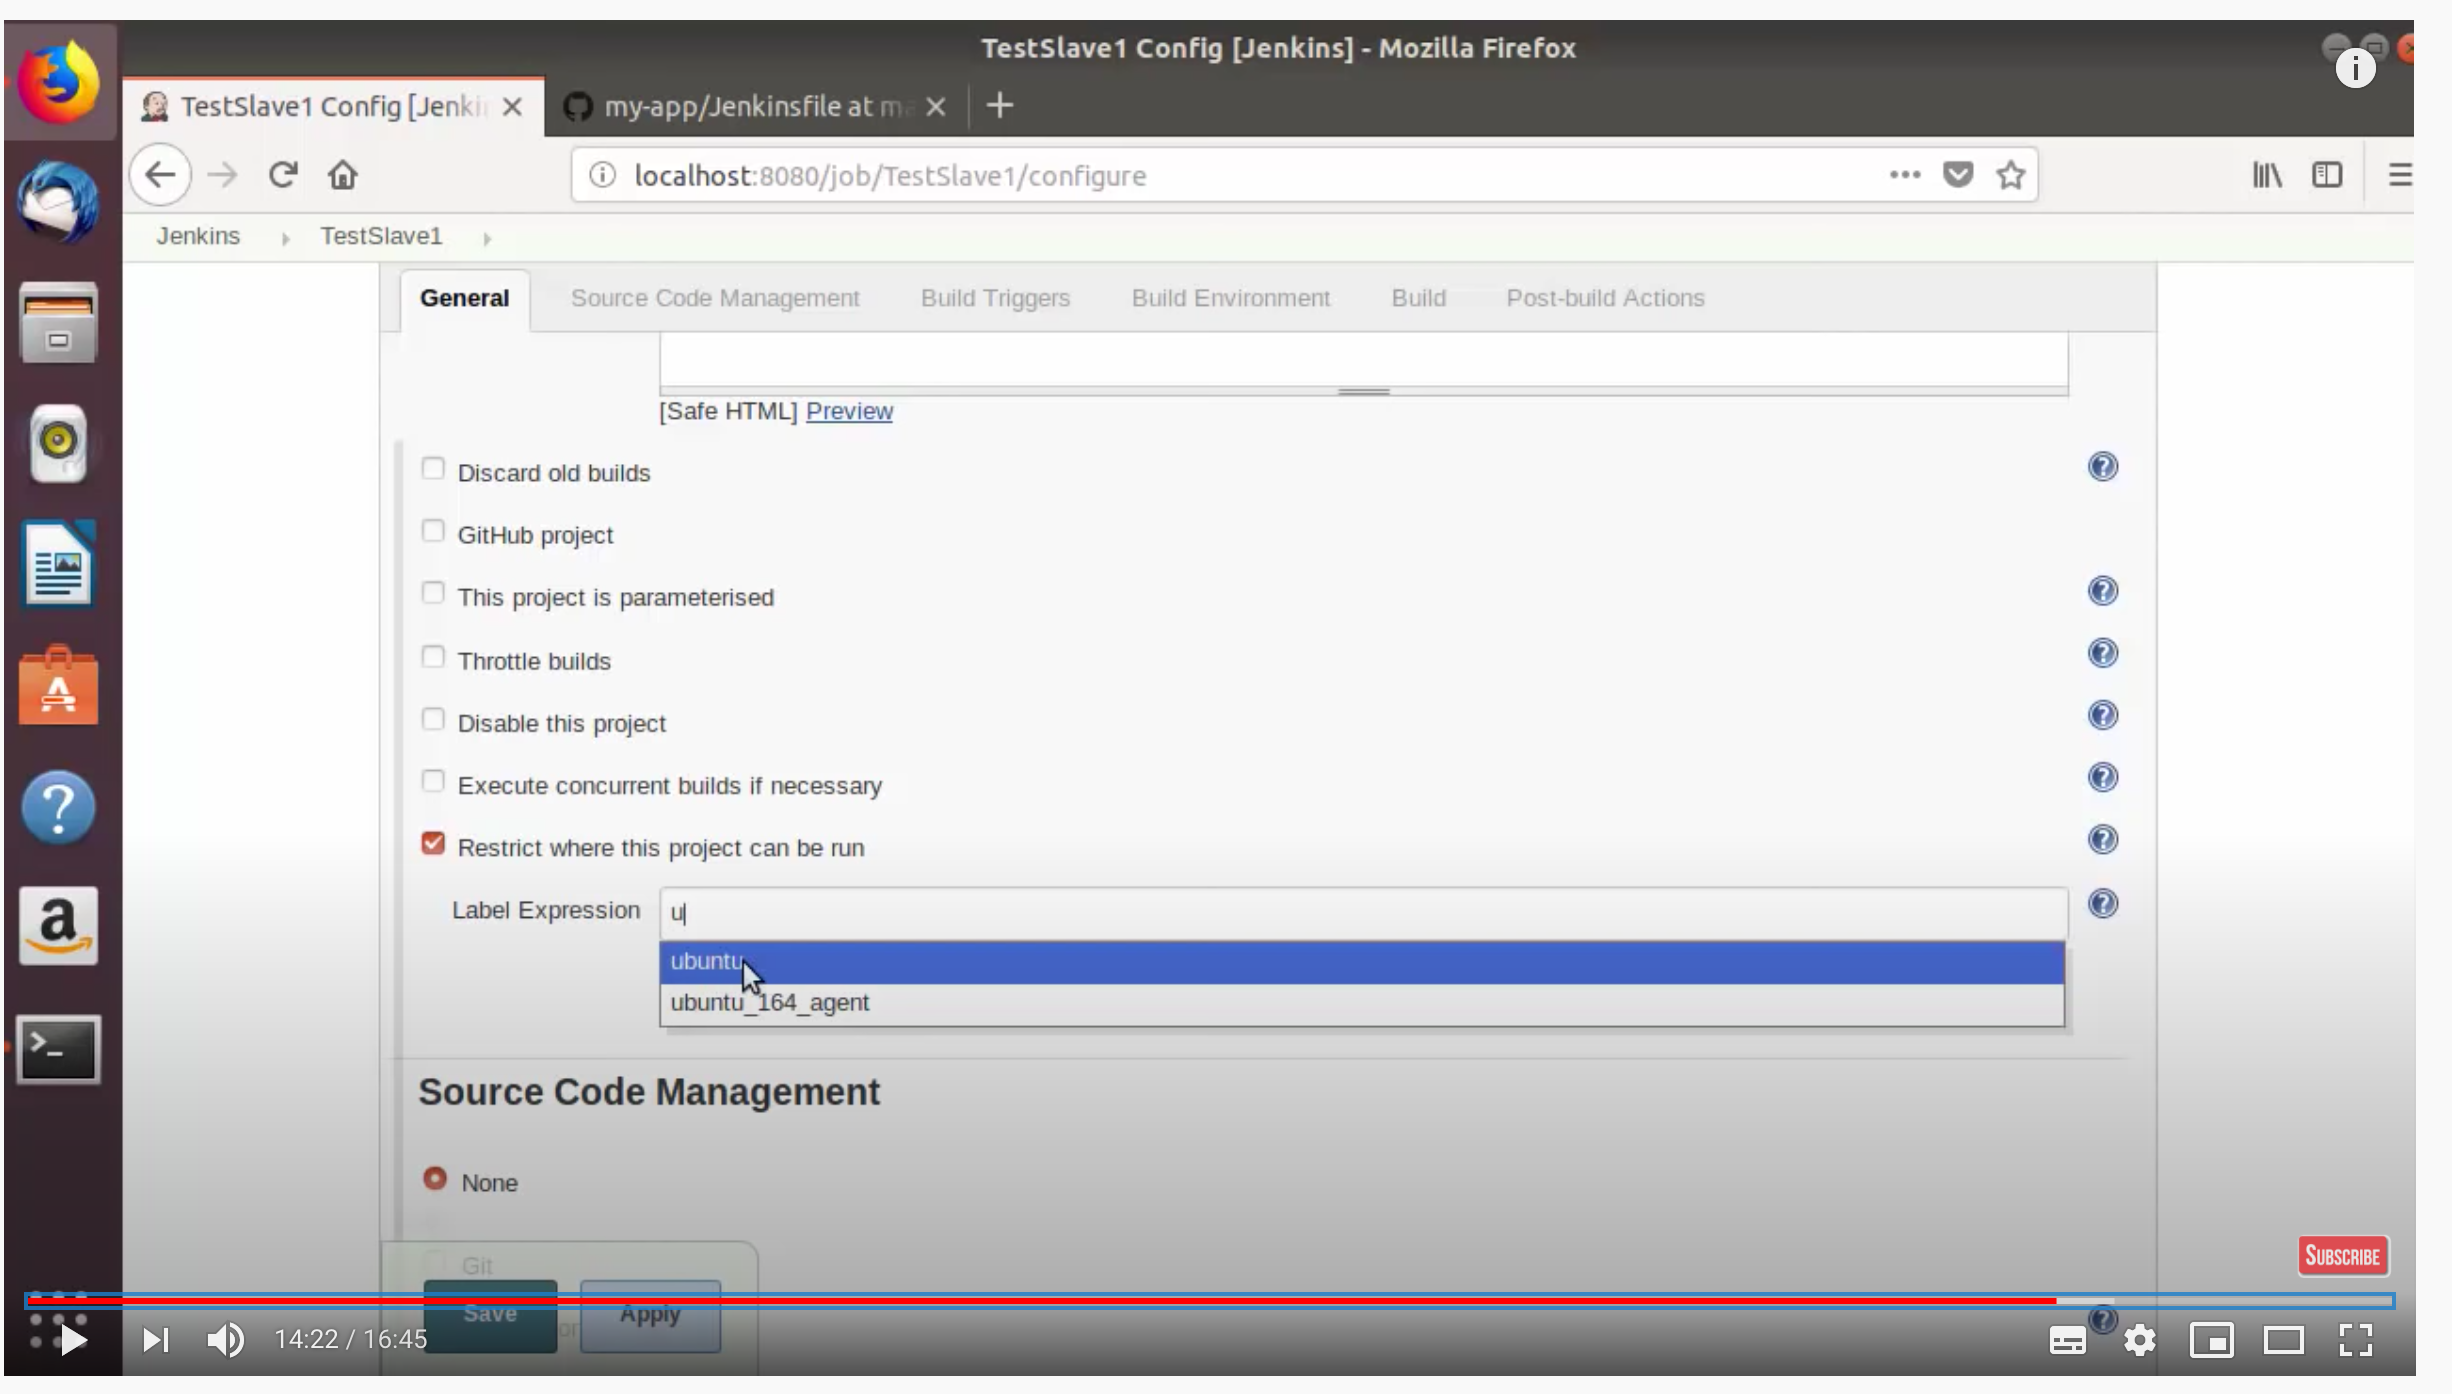 TestSlave1 Config [Jenkins] - Mozilla Firefox
TestSlave1 Config [Jenki
my-app/Jenkinsfile at ma
localhost:8080/job/TestSlave1/configure
Jenkins
TestSlave1
General
Source Code Management
Build Triggers
Build Environment
Build
Post-build Actions
[Safe HTML] Preview
Discard old builds
GitHub project
This project is parameterised
Throttle builds
Disable this project
Execute concurrent builds if necessary
Restrict where this project can be run
Label Expression
u
ubuntu
ubuntu_164_agent
Source Code Management
None
Git
SUBSCRIBE
Save
or
Apply
14:22 / 16:45